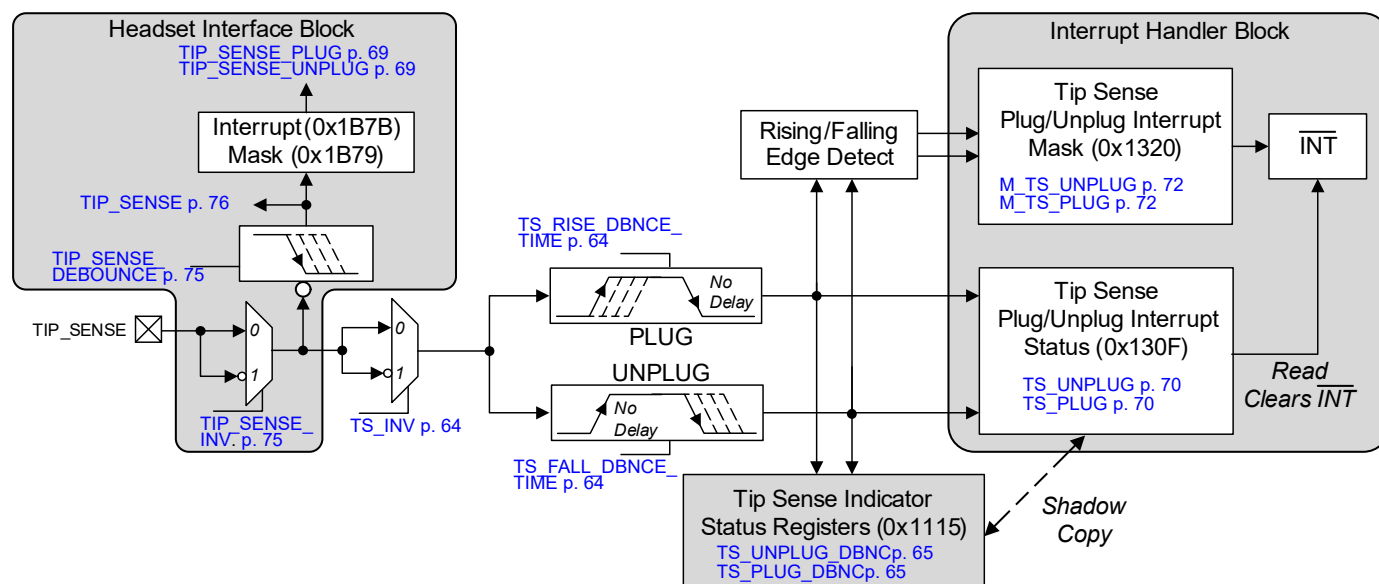 Headset Interface Block
TIP_SENSE_PLUG p. 69
TIP_SENSE_UNPLUG p. 69
Interrupt (0x1B7B)
Mask (0x1B79)
TIP_SENSE p. 76
TIP_SENSE_
DEBOUNCE p. 75
TIP_SENSE
0
1
TIP_SENSE_
INV. p. 75
0
1
TS_INV p. 64
TS_RISE_DBNCE_
TIME p. 64
No
Delay
PLUG
UNPLUG
No
Delay
TS_FALL_DBNCE_
TIME p. 64
Rising/Falling
Edge Detect
Tip Sense Indicator
Status Registers (0x1115)
TS_UNPLUG_DBNCp. 65
TS_PLUG_DBNCp. 65
Shadow
Copy
Interrupt Handler Block
Tip Sense
Plug/Unplug Interrupt
Mask (0x1320)
M_TS_UNPLUG p. 72
M_TS_PLUG p. 72
INT
Tip Sense
Plug/Unplug Interrupt
Status (0x130F)
TS_UNPLUG p. 70
TS_PLUG p. 70
Read
Clears INT